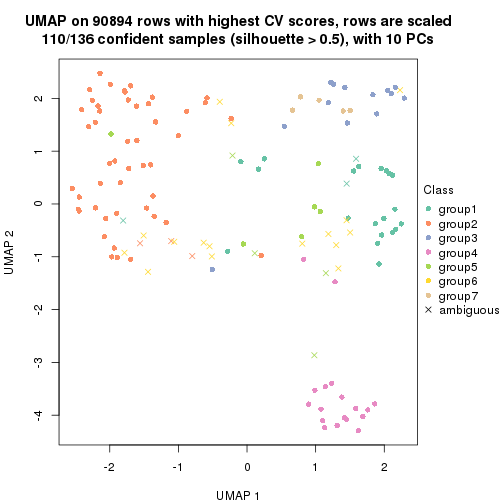 UMAP on 90894 rows with highest CV scores, rows are scaled
110/136 confident samples (silhouette > 0.5), with 10 PCs
2
1
0
-1
-2
-3
-4
UMAP 2
-2
-1
0
1
2
UMAP 1
Class
group1
group2
group3
group4
group5
group6
group7
ambiguous